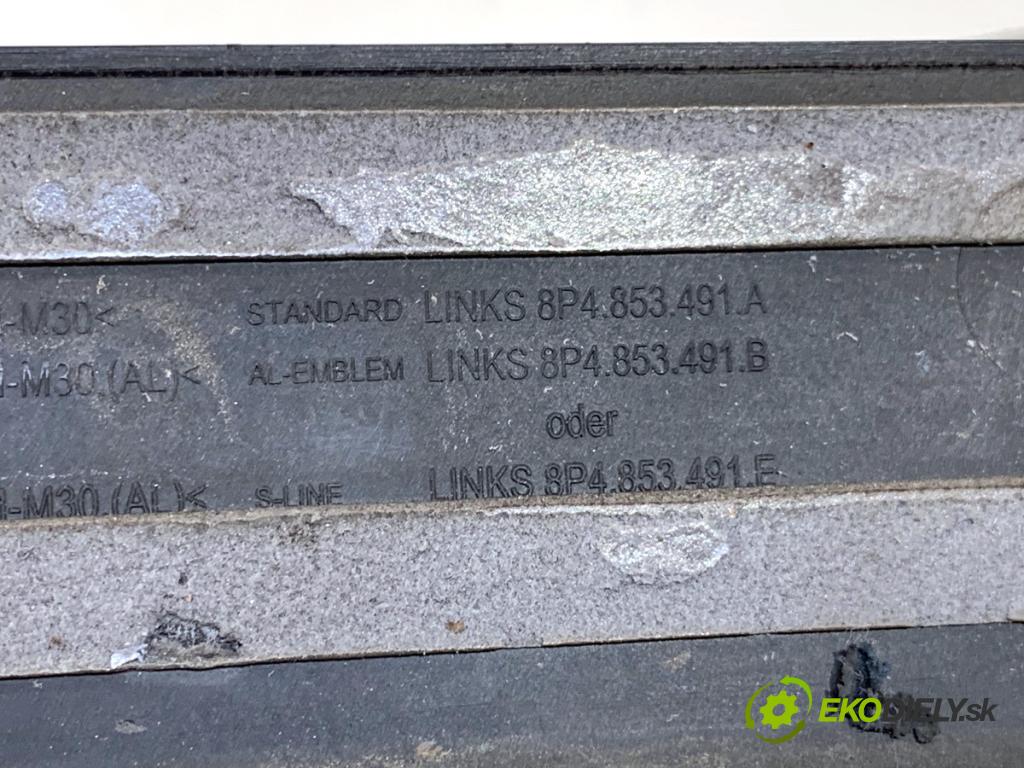 -M30< STANDARD LINKS 8P4.853.491.A
-M30.(AL)< AL-EMBLEM LINKS 8P4.853.491.B
oder
-M30.(AL)< S-LINE LINKS 8P4.853.491.E
EKODIELY.sk